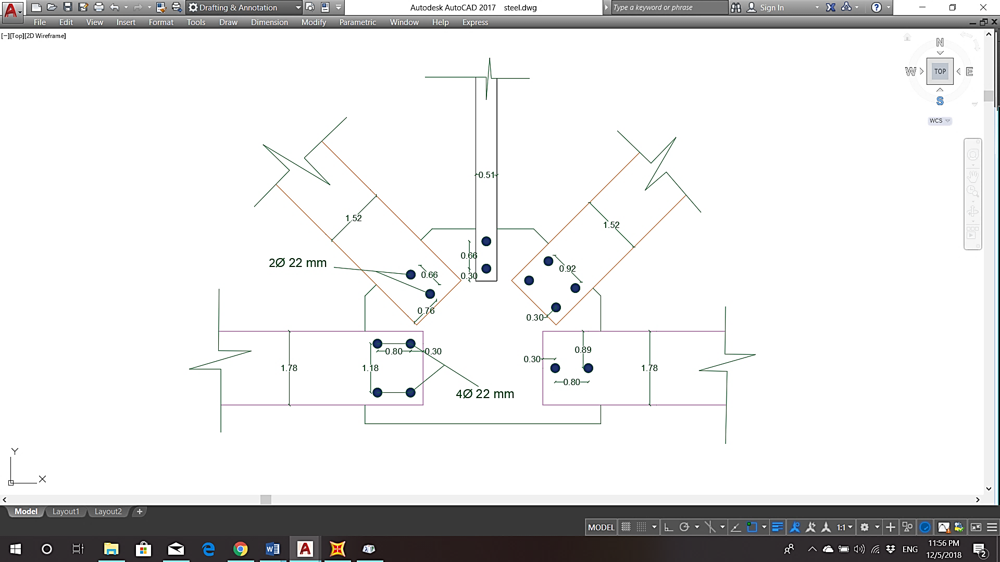 Drafting & Annotation
Autodesk AutoCAD 2017 steel.dwg
Type a keyword or phrase
Sign In
File Edit View Insert Format Tools Draw Dimension Modify Parametric Window Help Express
[−][Top][2D Wireframe]
N
W TOP E
S
WCS
0.51
1.52
1.52
0.66
0.30
2Ø 22 mm
0.66
0.92
0.76
0.30
0.80
0.30
1.78
1.18
4Ø 22 mm
0.89
0.30
0.80
1.78
Y
X
Model Layout1 Layout2 +
MODEL 1:1
ENG
11:56 PM
12/5/2018
2